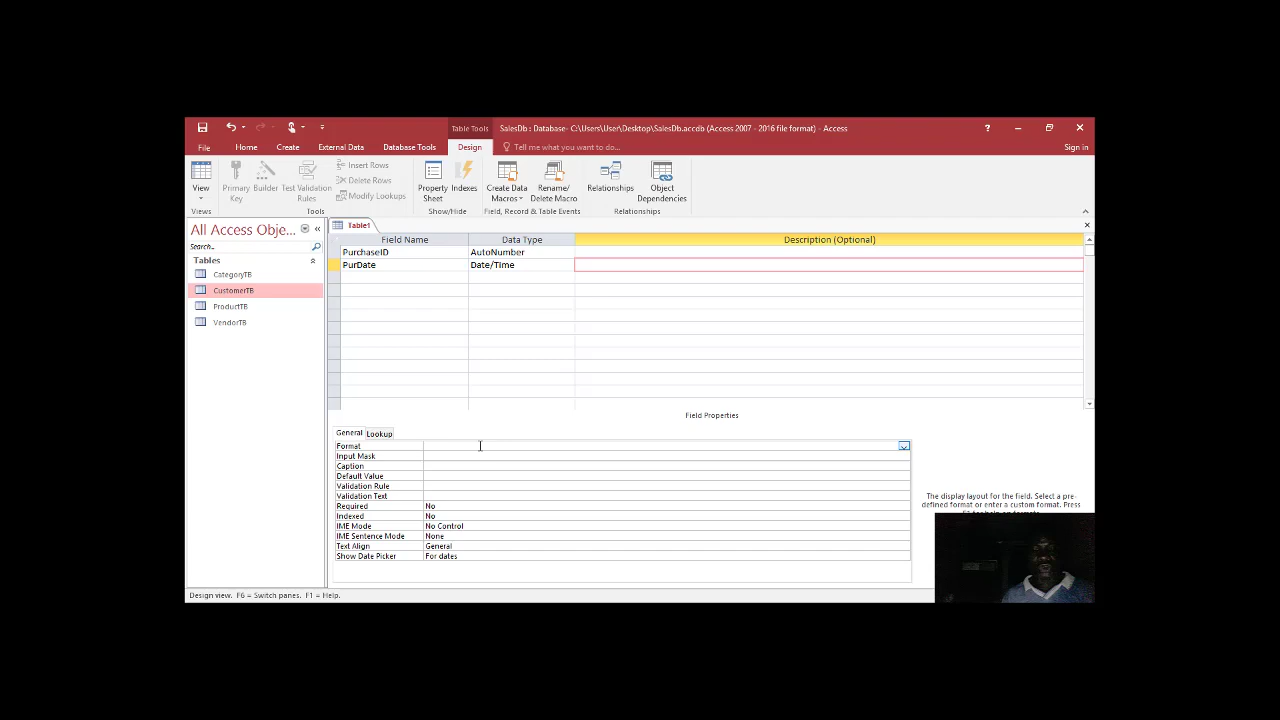 Table Tools
SalesDb : Database- C:\Users\User\Desktop\SalesDb.accdb (Access 2007 - 2016 file format) - Access
?
File
Home
Create
External Data
Database Tools
Design
Tell me what you want to do...
Sign in
View
Primary Key
Builder
Test Validation Rules
Insert Rows
Delete Rows
Modify Lookups
Property Sheet
Indexes
Create Data Macros
Rename/ Delete Macro
Relationships
Object Dependencies
Views
Tools
Show/Hide
Field, Record & Table Events
Relationships
All Access Obje...
Search...
Tables
CategoryTB
CustomerTB
ProductTB
VendorTB
Table1
Field Name
Data Type
Description (Optional)
PurchaseID
AutoNumber
PurDate
Date/Time
Field Properties
General
Lookup
Format
Input Mask
Caption
Default Value
Validation Rule
Validation Text
Required No
Indexed No
IME Mode No Control
IME Sentence Mode None
Text Align General
Show Date Picker For dates
The display layout for the field. Select a pre-
defined format or enter a custom format. Press
F1 for help on formats.
Design view. F6 = Switch panes. F1 = Help.